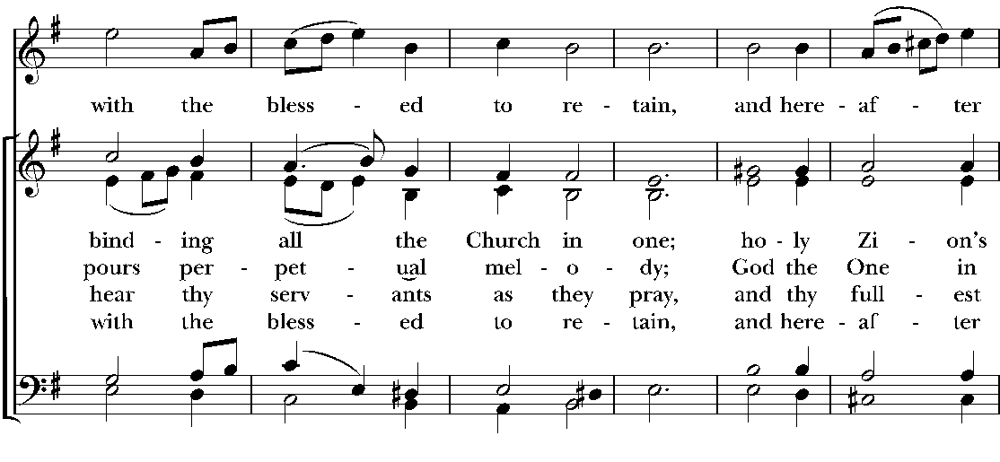 with the bless - ed to re - tain, and here - af - ter
bind - ing all the Church in one; ho - ly Zi - on's
pours per - pet - ual mel - o - dy; God the One in
hear thy serv - ants as they pray, and thy full - est
with the bless - ed to re - tain, and here - af - ter